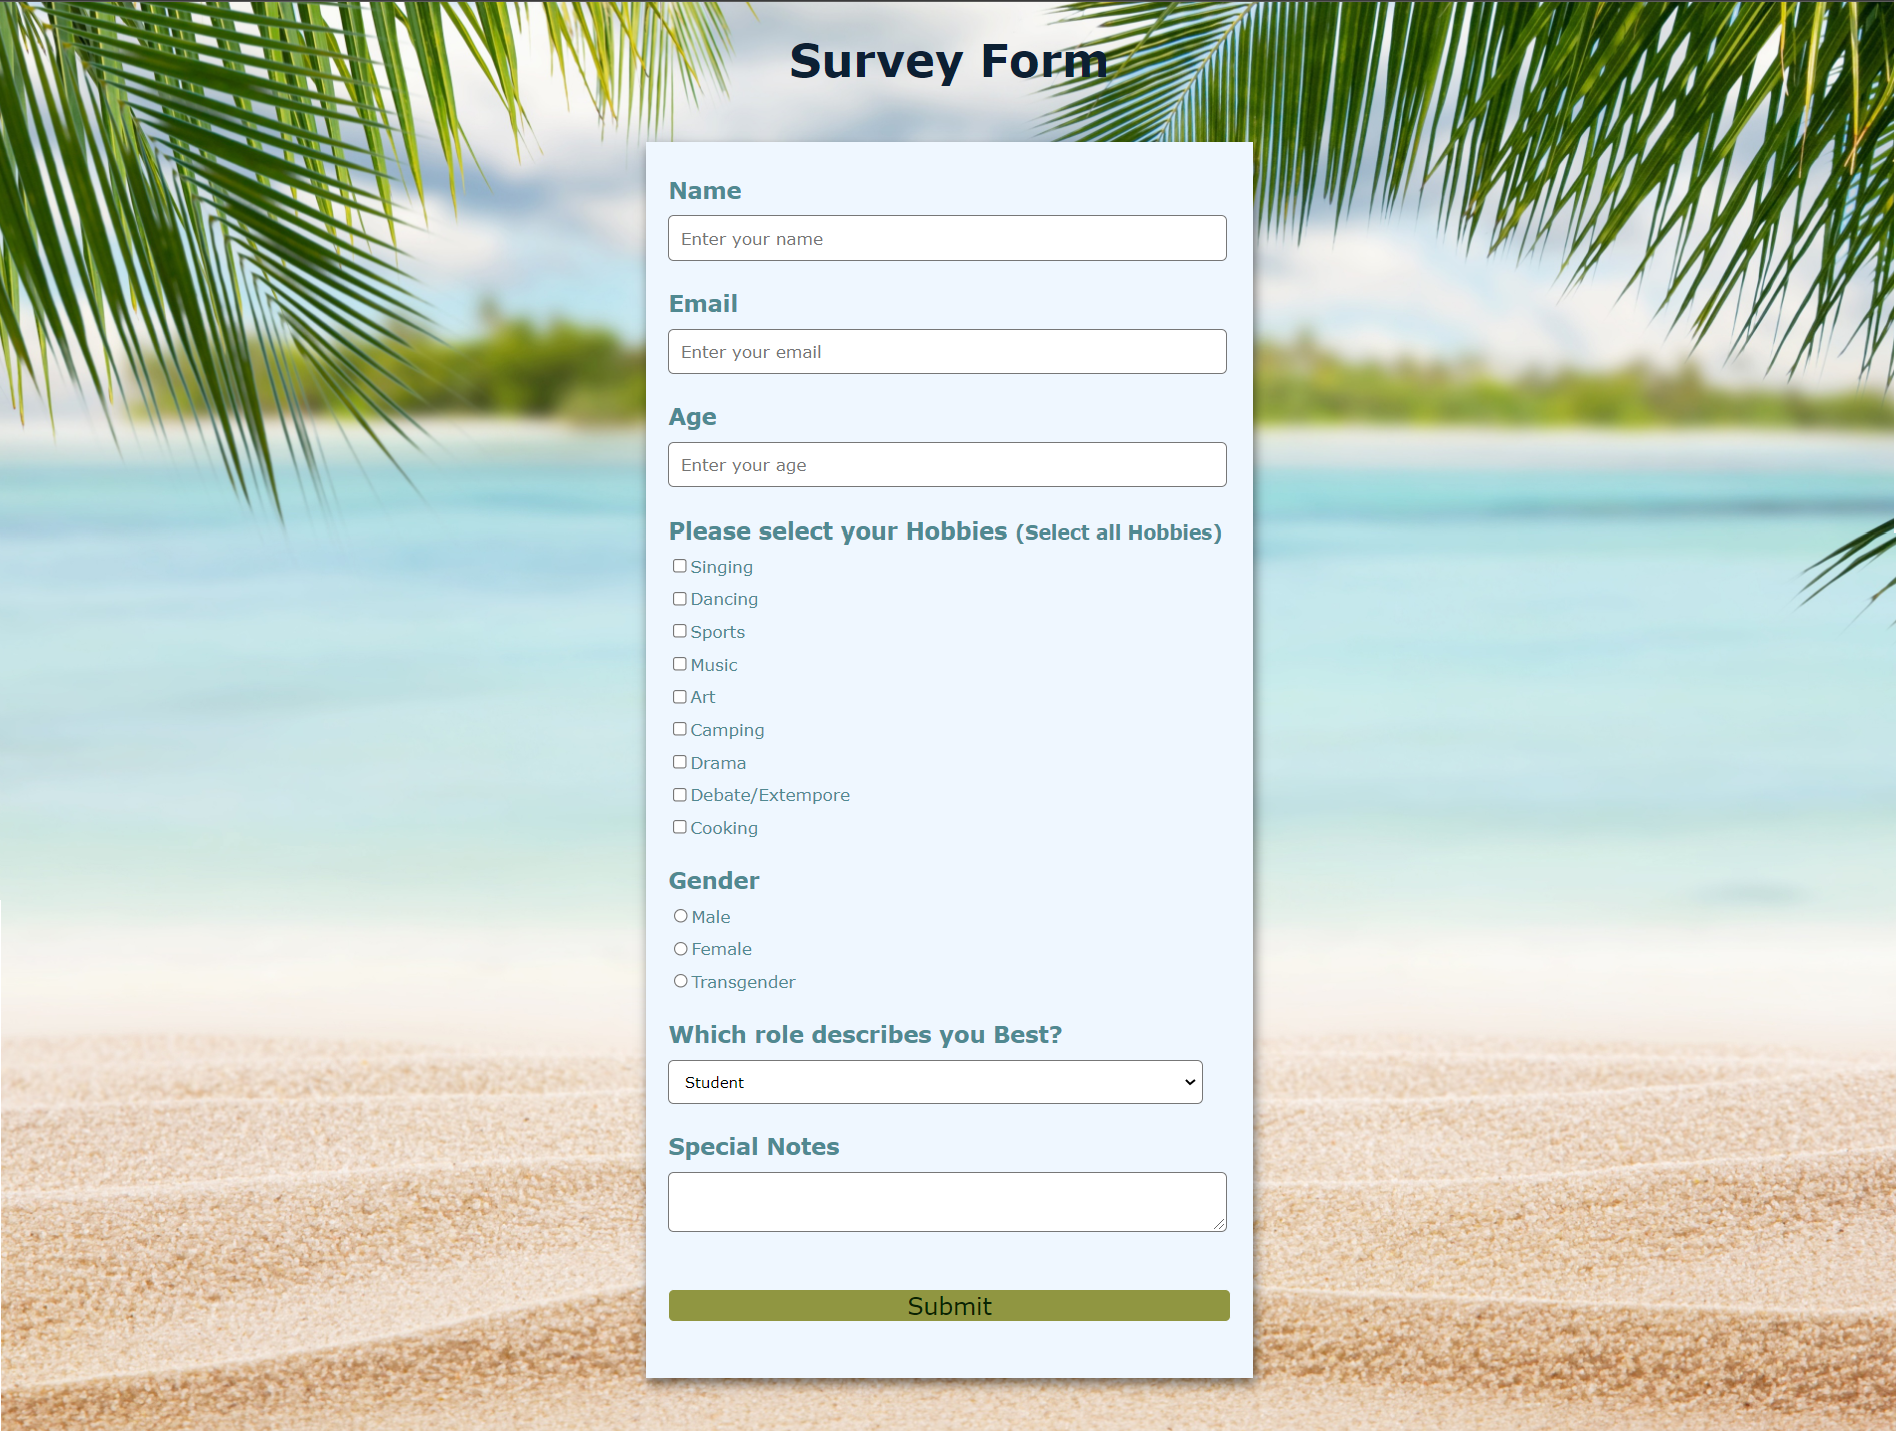 Survey Form
Name
Enter your name
Email
Enter your email
Age
Enter your age
Please select your Hobbies (Select all Hobbies)
Singing
Dancing
Sports
Music
Art
Camping
Drama
Debate/Extempore
Cooking
Gender
Male
Female
Transgender
Which role describes you Best?
Student
Special Notes
Submit